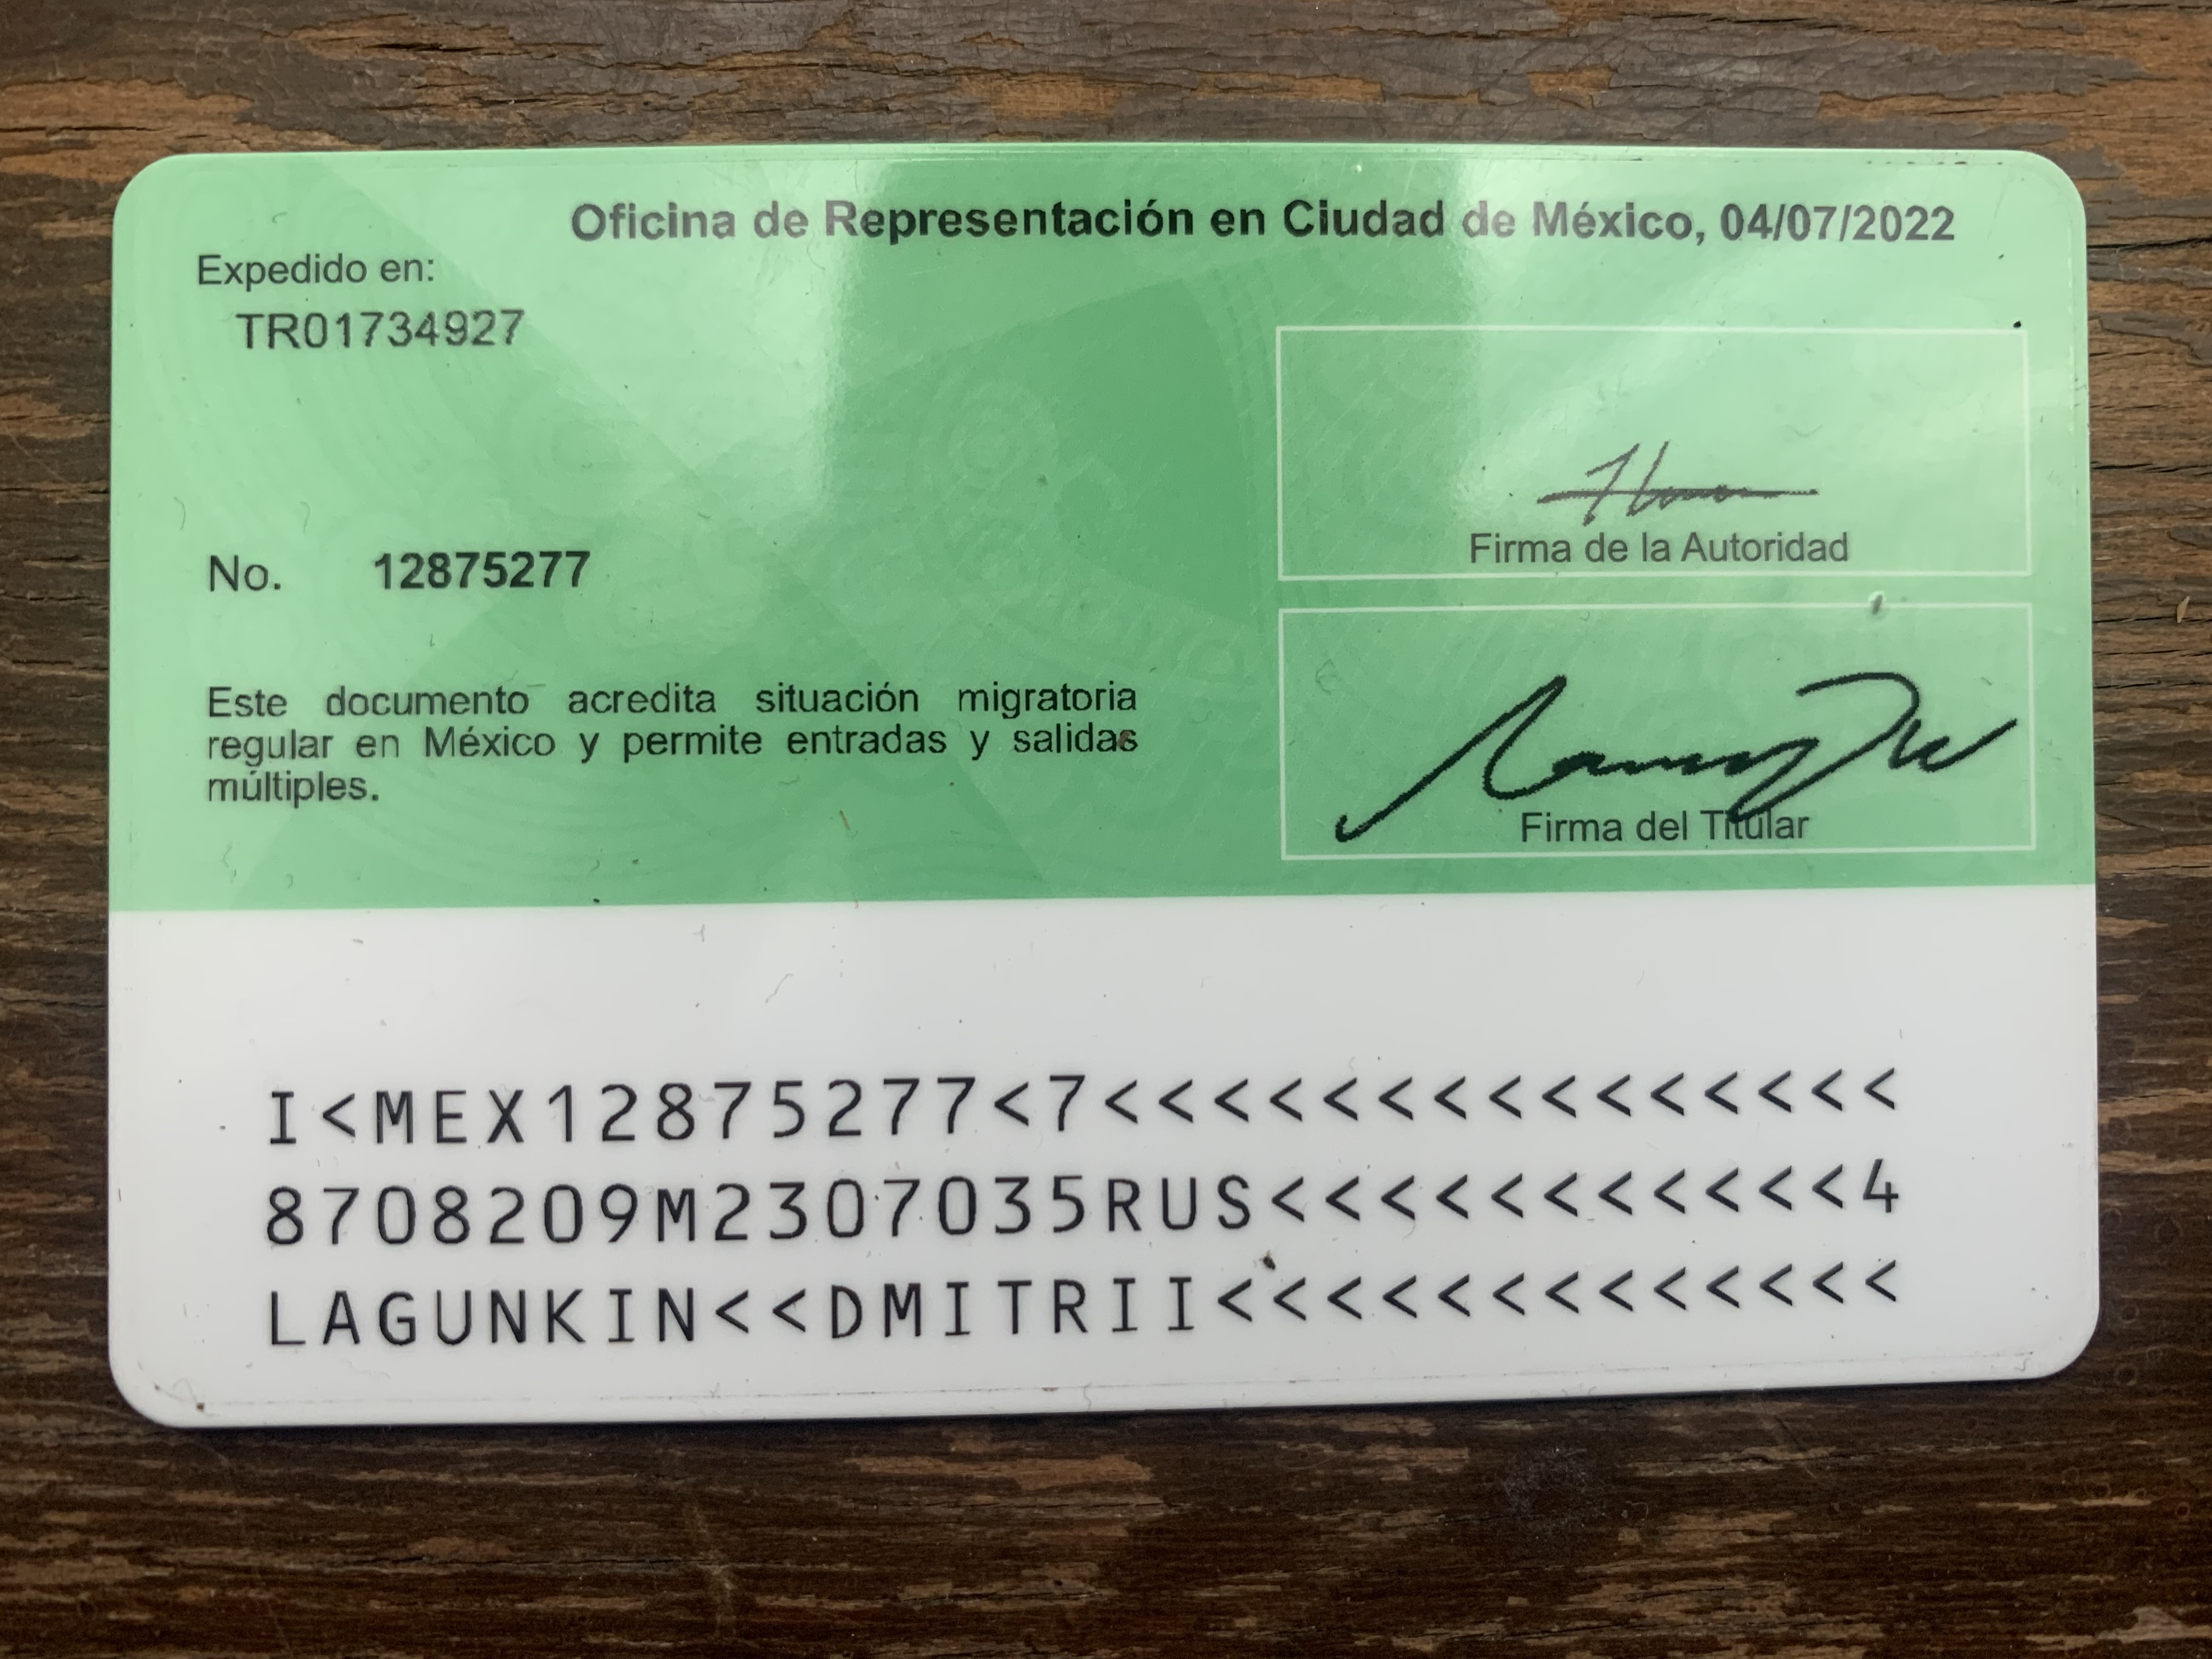 Oficina de Representación en Ciudad de México, 04/07/2022
Expedido en:
TR01734927
Firma de la Autoridad
No. 12875277
Este documento acredita situación migratoria
regular en México y permite entradas y salidas
múltiples.
Firma del Titular
I<MEX12875277<7<<<<<<<<<<<<<<<
8708209M2307035RUS<<<<<<<<<<<4
LAGUNKIN<<DMITRII<<<<<<<<<<<<<